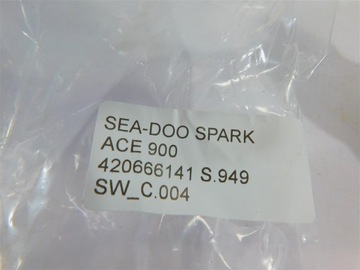 SEA-DOO SPARK
ACE 900
420666141 S.949
SW_C.004